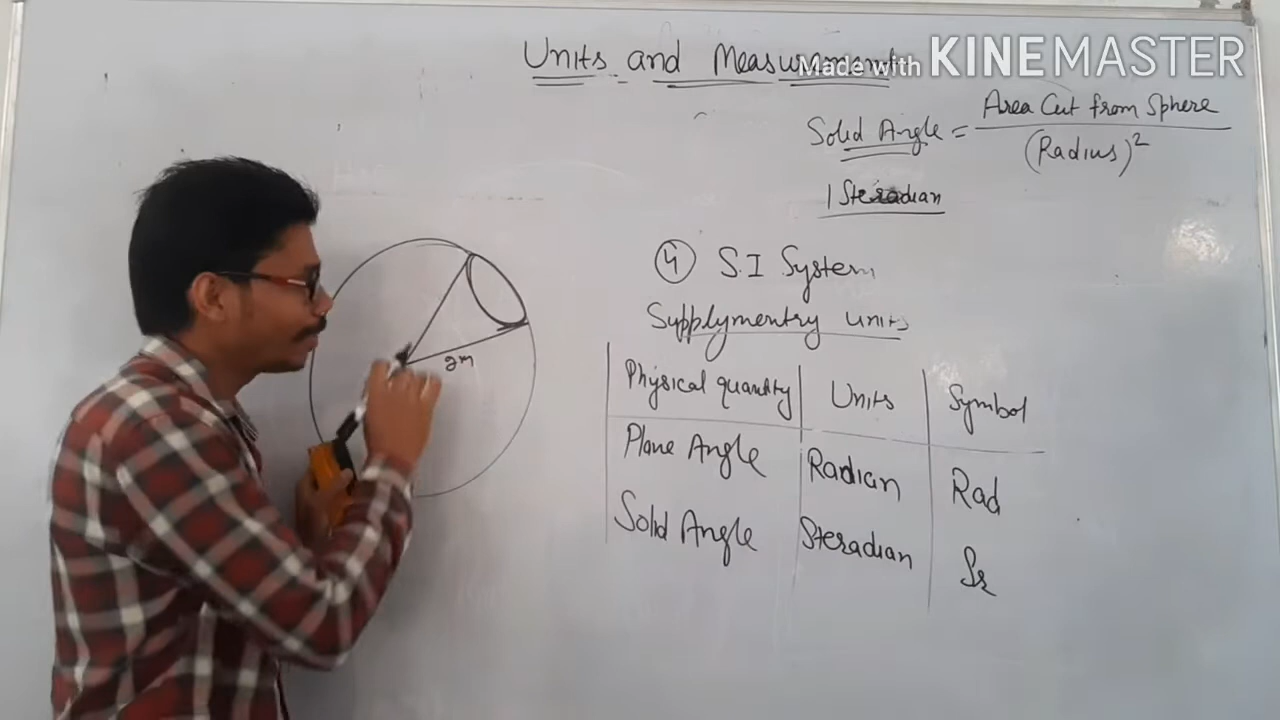 Units and Measurement
Made with KINEMASTER
Solid Angle = Area Cut from Sphere
(Radius)²
1 Steradian
④ S.I System
Supplymentry units
Physical quantity Units Symbol
Plane Angle Radian Rad
Solid Angle Steradian Sr
2m